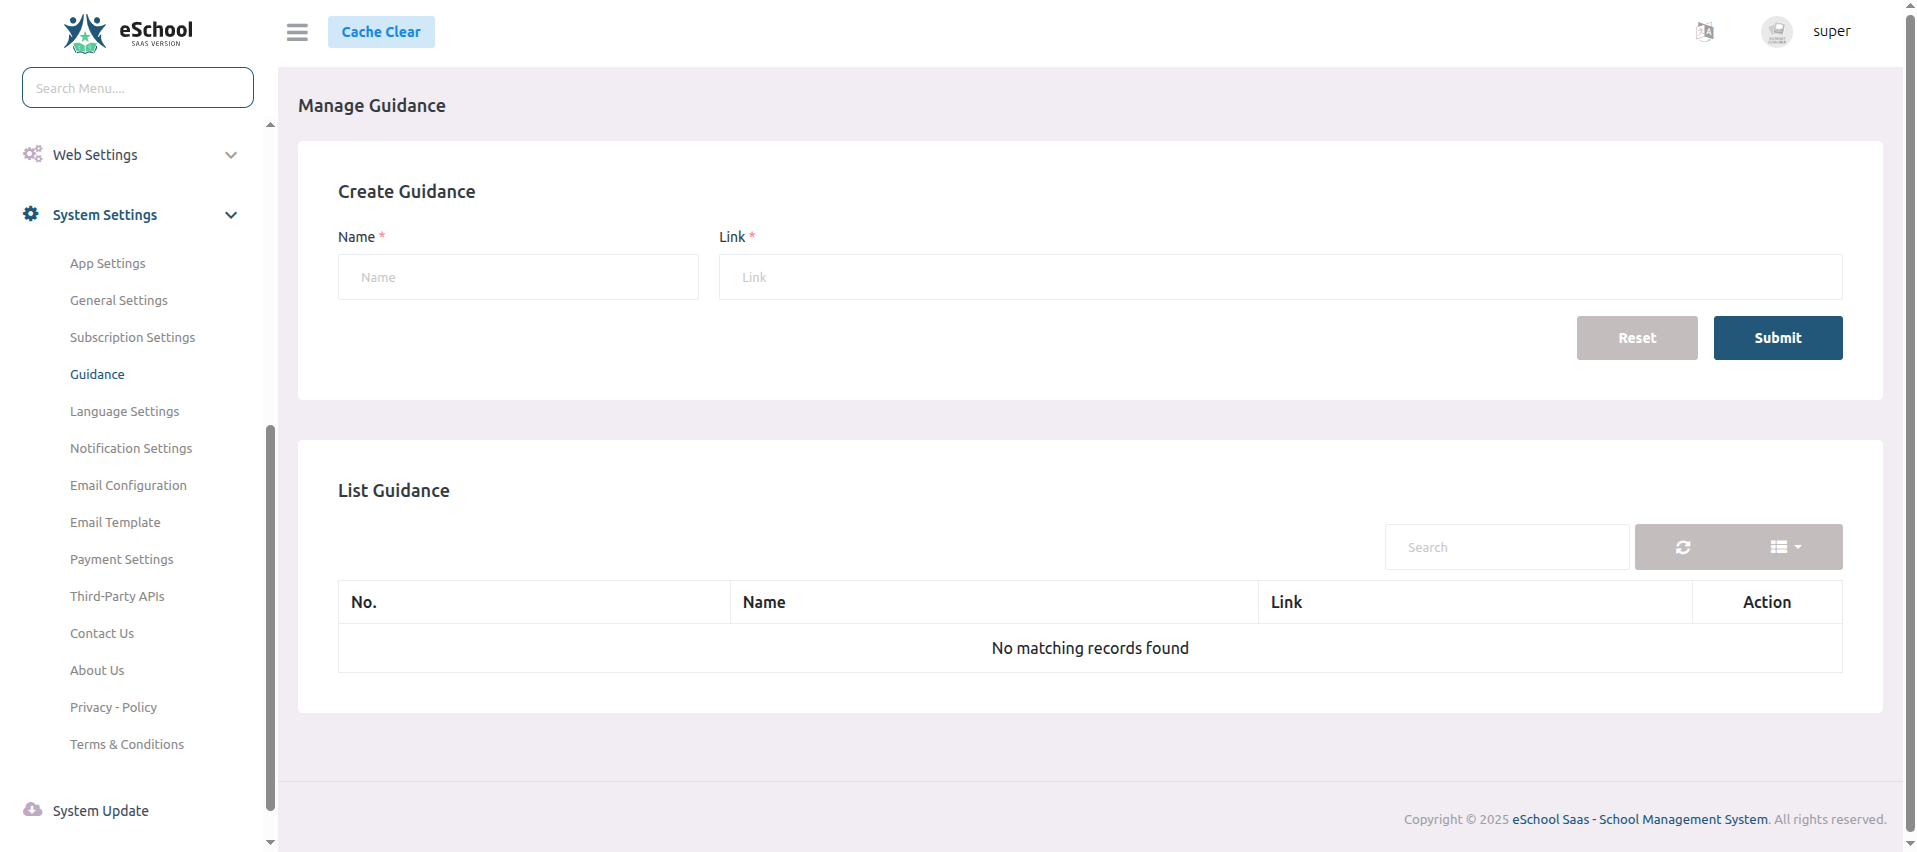 eSchool
SAAS VERSION
Cache Clear
super
Search Menu....
Web Settings
System Settings
App Settings
General Settings
Subscription Settings
Guidance
Language Settings
Notification Settings
Email Configuration
Email Template
Payment Settings
Third-Party APIs
Contact Us
About Us
Privacy - Policy
Terms & Conditions
System Update
Manage Guidance
Create Guidance
Name * Link *
Name Link
Reset Submit
List Guidance
Search
No. Name Link Action
No matching records found
Copyright © 2025 eSchool Saas - School Management System. All rights reserved.